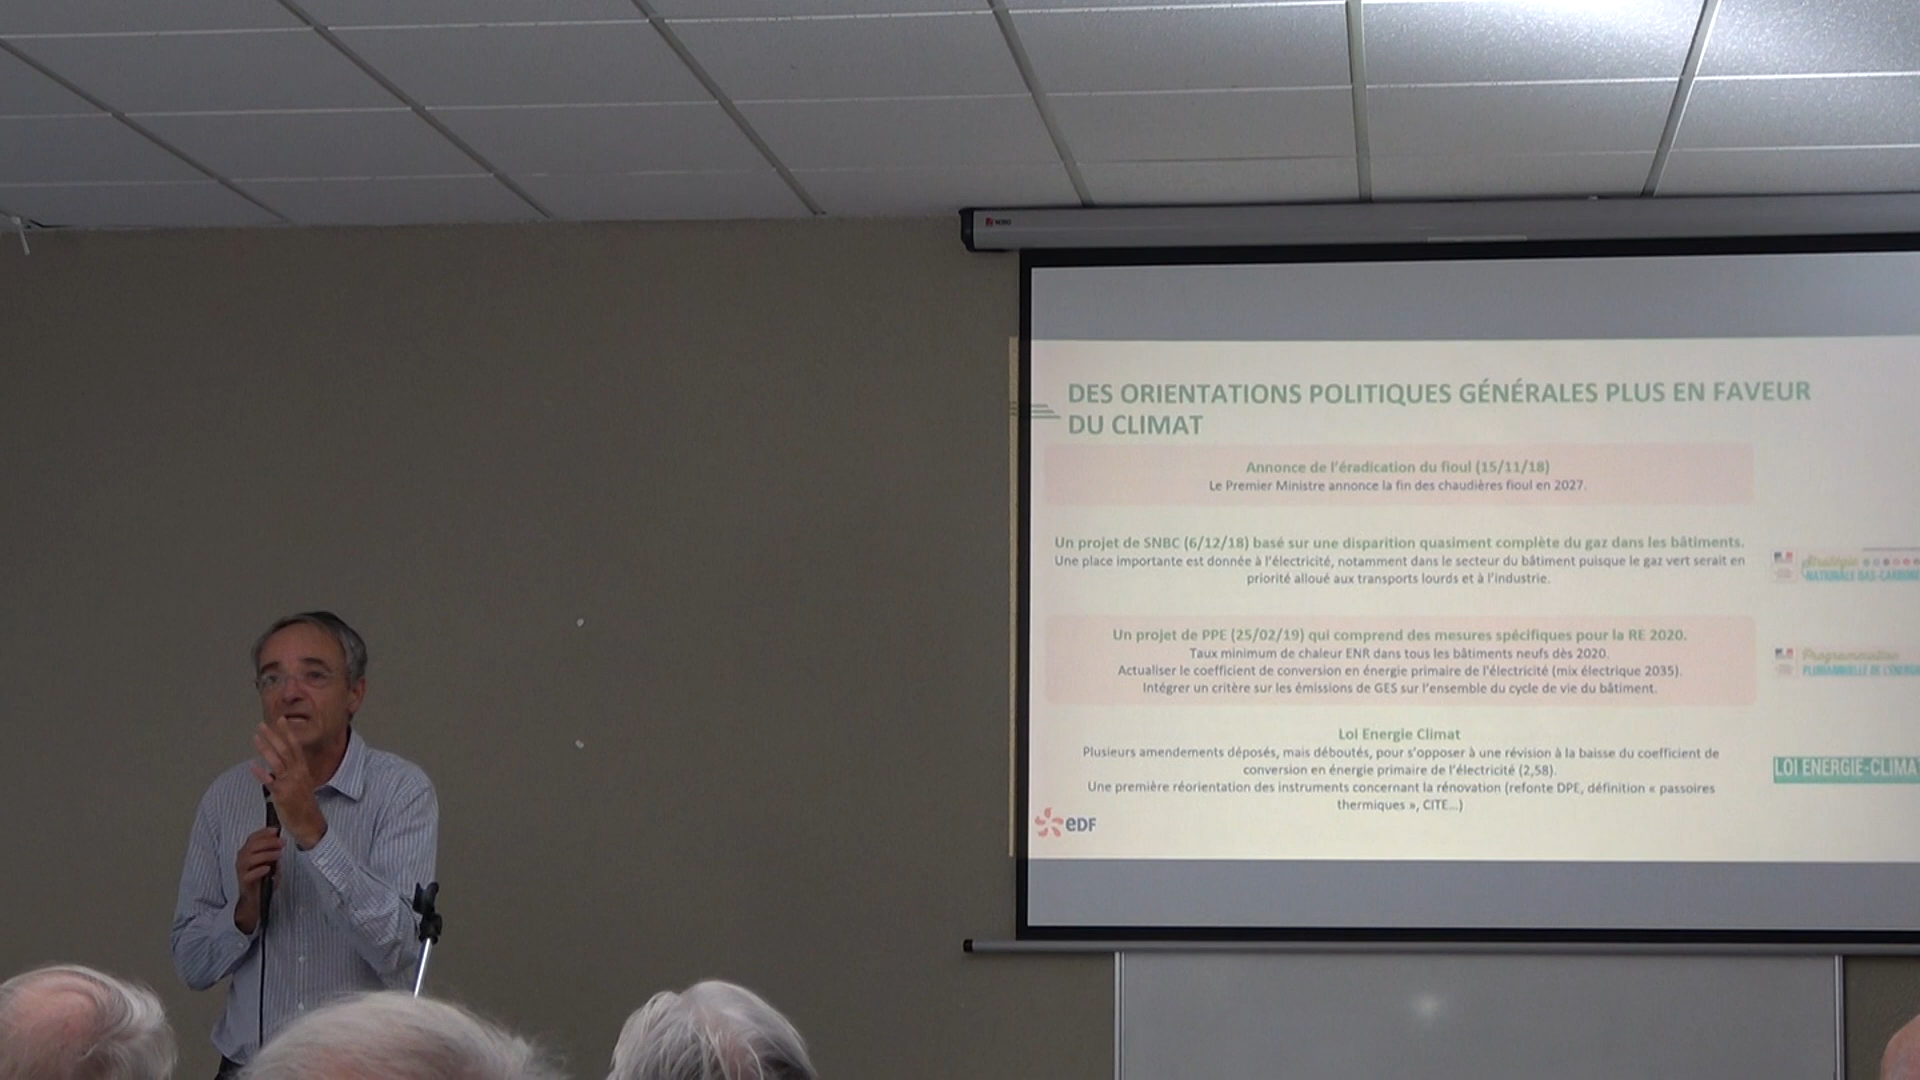 DES ORIENTATIONS POLITIQUES GÉNÉRALES PLUS EN FAVEUR
DU CLIMAT
Annonce de l'éradication du fioul (15/11/18)
Le Premier Ministre annonce la fin des chaudières fioul en 2027.
Un projet de SNBC (6/12/18) basé sur une disparition quasiment complète du gaz dans les bâtiments.
Une place importante est donnée à l'électricité, notamment dans le secteur du bâtiment puisque le gaz vert serait en
priorité alloué aux transports lourds et à l'industrie.
Stratégie
NATIONALE BAS-CARBONE
Un projet de PPE (25/02/19) qui comprend des mesures spécifiques pour la RE 2020.
Taux minimum de chaleur ENR dans tous les bâtiments neufs dès 2020.
Actualiser le coefficient de conversion en énergie primaire de l'électricité (mix électrique 2035).
Intégrer un critère sur les émissions de GES sur l'ensemble du cycle de vie du bâtiment.
Programmation
PLURIANNUELLE DE L'ÉNERGIE
Loi Energie Climat
Plusieurs amendements déposés, mais déboutés, pour s'opposer à une révision à la baisse du coefficient de
conversion en énergie primaire de l'électricité (2,58).
Une première réorientation des instruments concernant la rénovation (refonte DPE, définition « passoires
thermiques », CITE...)
LOI ENERGIE-CLIMA
eDF